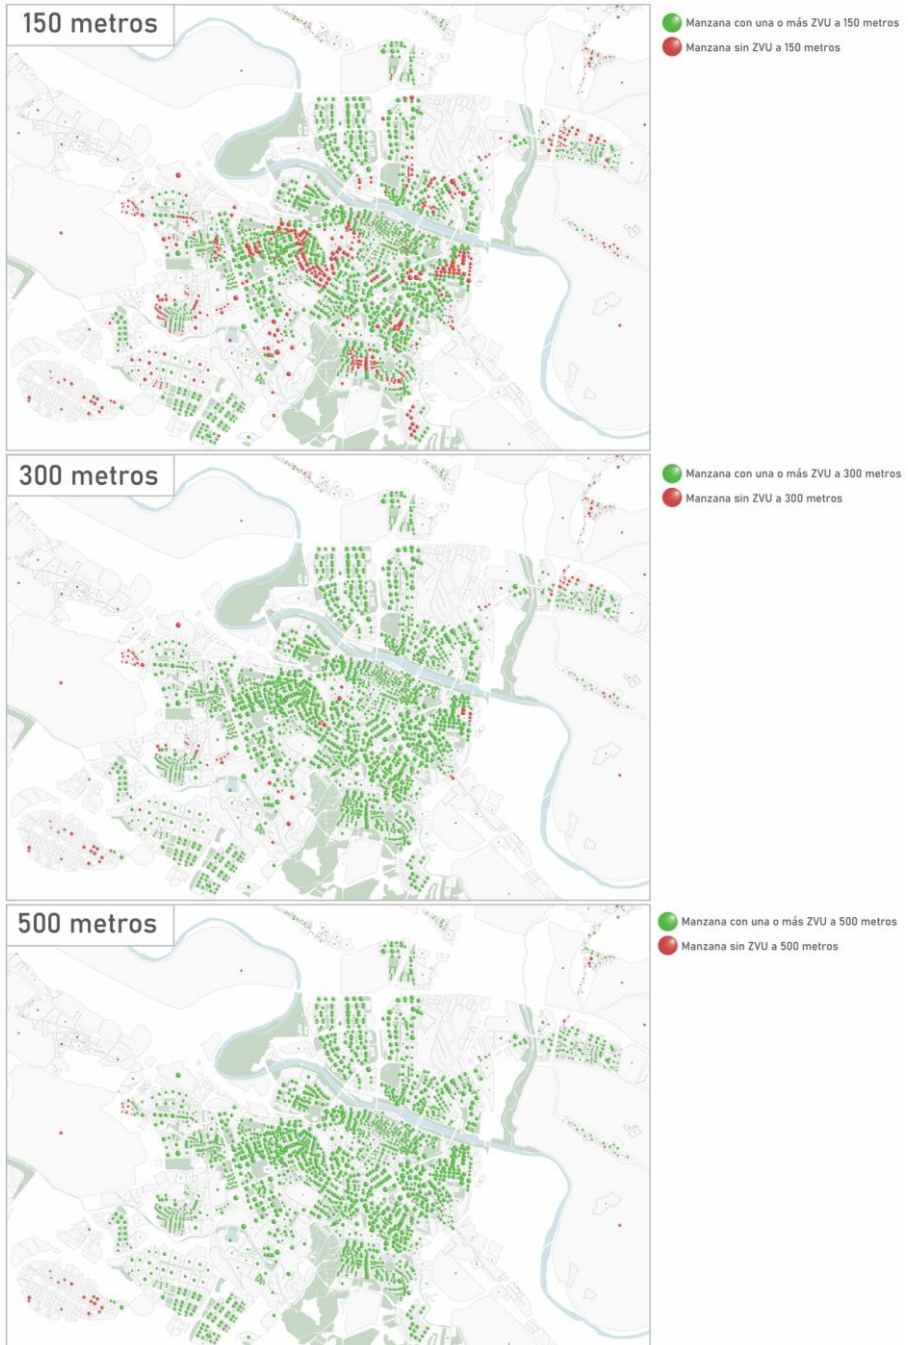 150 metros
Manzana con una o más ZVU a 150 metros
Manzana sin ZVU a 150 metros
300 metros
Manzana con una o más ZVU a 300 metros
Manzana sin ZVU a 300 metros
500 metros
Manzana con una o más ZVU a 500 metros
Manzana sin ZVU a 500 metros